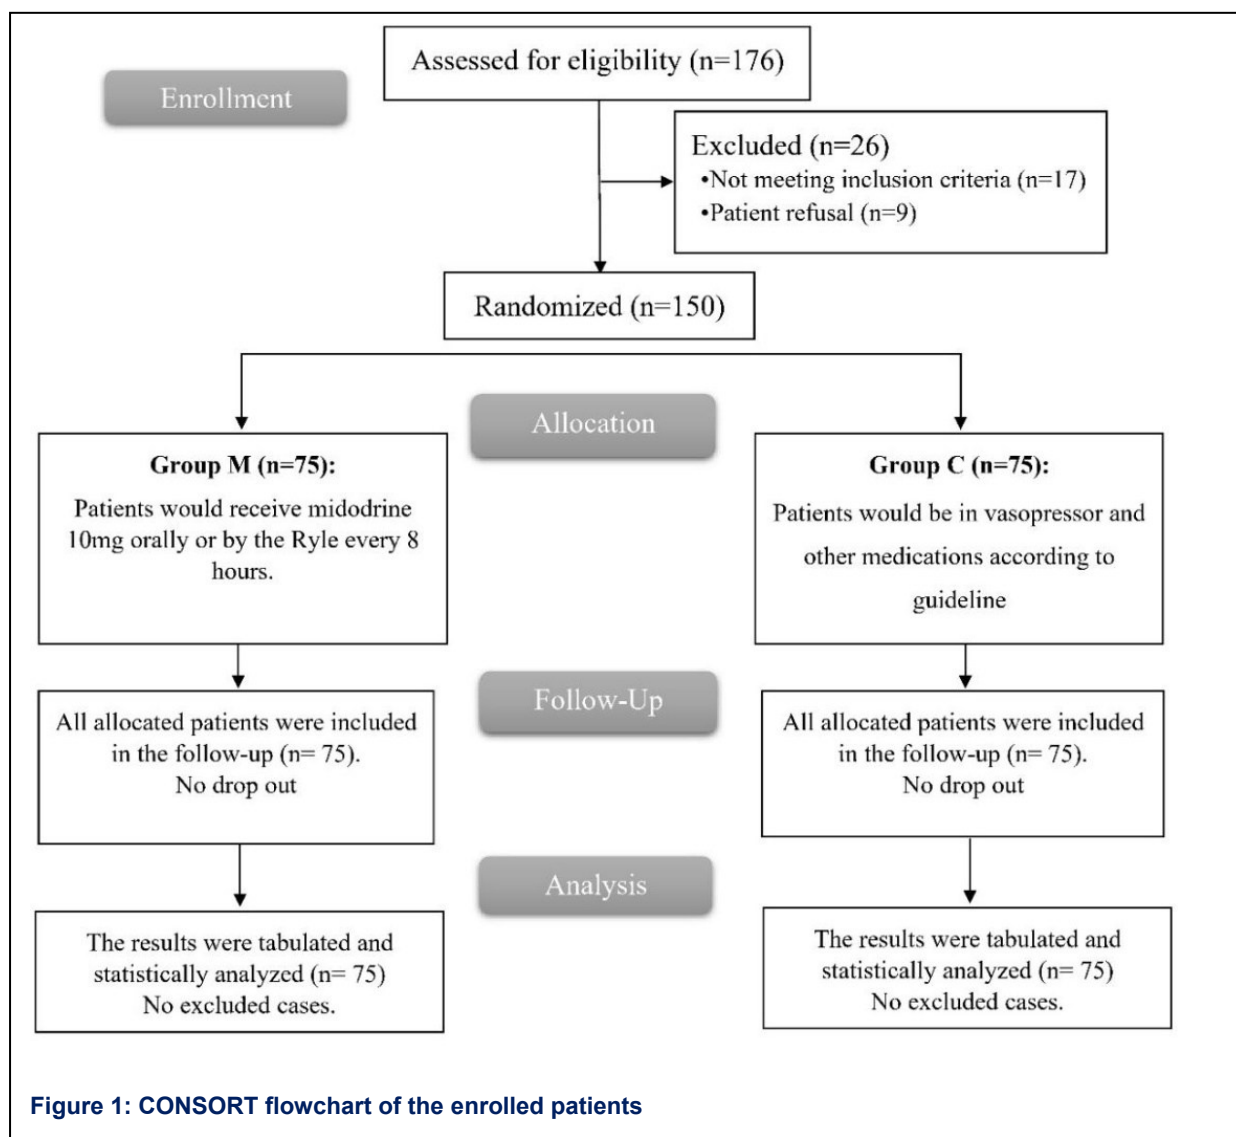 Assessed for eligibility (n=176)
Enrollment
Excluded (n=26)
•Not meeting inclusion criteria (n=17)
•Patient refusal (n=9)
Randomized (n=150)
Allocation
Group M (n=75):
Patients would receive midodrine
10mg orally or by the Ryle every 8
hours.
Group C (n=75):
Patients would be in vasopressor and
other medications according to
guideline
Follow-Up
All allocated patients were included
in the follow-up (n= 75).
No drop out
All allocated patients were included
in the follow-up (n= 75).
No drop out
Analysis
The results were tabulated and
statistically analyzed (n= 75)
No excluded cases.
The results were tabulated and
statistically analyzed (n= 75)
No excluded cases.
Figure 1: CONSORT flowchart of the enrolled patients